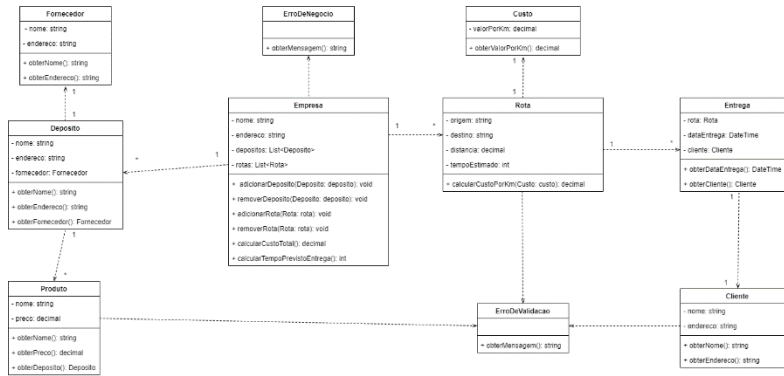 Fornecedor
- nome: string
- endereco: string
+ obterNome(): string
+ obterEndereco(): string
ErroDeNegocio
+ obterMensagem(): string
Custo
- valorPorKm: decimal
+ obterValorPorKm(): decimal
1
1
1
1
Deposito
- nome: string
- endereco: string
- fornecedor: Fornecedor
+ obterNome(): string
+ obterEndereco(): string
+ obterFornecedor(): Fornecedor
*
1
Empresa
- nome: string
- endereco: string
- depositos: List<Deposito>
- rotas: List<Rota>
+ adicionarDeposito(Deposito: deposito): void
+ removerDeposito(Deposito: deposito): void
+ adicionarRota(Rota: rota): void
+ removerRota(Rota: rota): void
+ calcularCustoTotal(): decimal
+ calcularTempoPrevistoEntrega(): int
1
*
Rota
- origem: string
- destino: string
- distancia: decimal
- tempoEstimado: int
+ calcularCustoPorKm(Custo: custo): decimal
1
*
Entrega
- rota: Rota
- dataEntrega: DateTime
- cliente: Cliente
+ obterDataEntrega(): DateTime
+ obterCliente(): Cliente
1
*
1
1
Produto
- nome: string
- preco: decimal
+ obterNome(): string
+ obterPreco(): decimal
+ obterDeposito(): Deposito
ErroDeValidacao
+ obterMensagem(): string
Cliente
- nome: string
- endereco: string
+ obterNome(): string
+ obterEndereco(): string